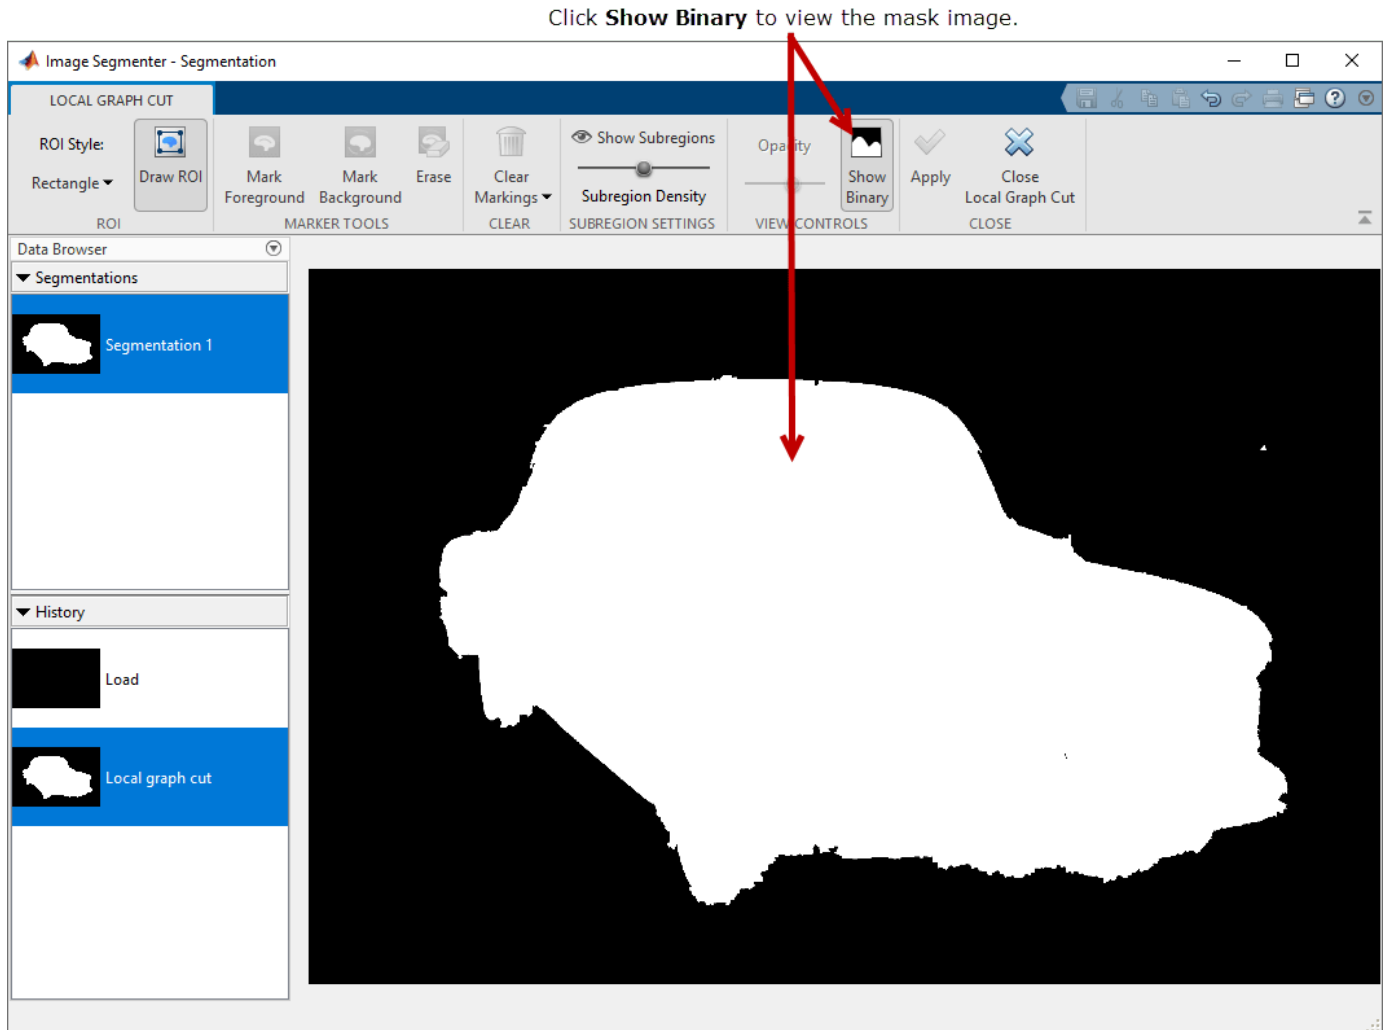 Click Show Binary to view the mask image.
Image Segmenter - Segmentation
LOCAL GRAPH CUT
ROI Style:
Rectangle
Draw ROI
ROI
Mark
Foreground
Mark
Background
Erase
MARKER TOOLS
Clear
Markings
CLEAR
Show Subregions
Subregion Density
SUBREGION SETTINGS
Opacity
Show
Binary
VIEW CONTROLS
Apply
Close
Local Graph Cut
CLOSE
Data Browser
Segmentations
Segmentation 1
History
Load
Local graph cut